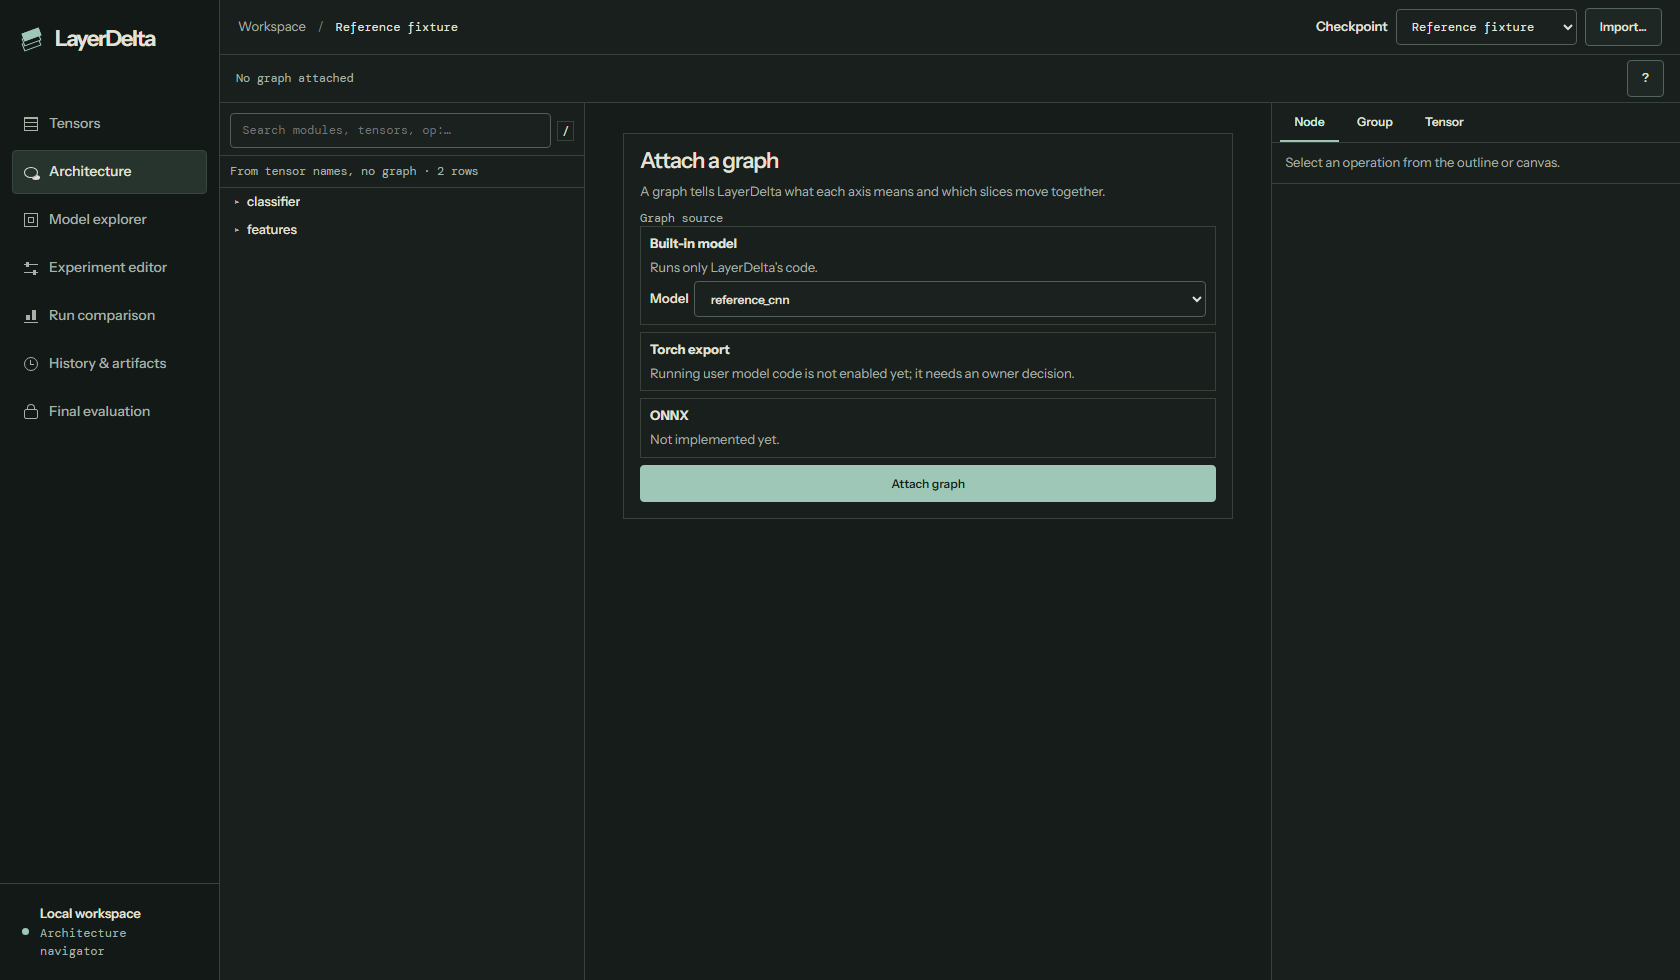 LayerDelta
Tensors
Architecture
Model explorer
Experiment editor
Run comparison
History & artifacts
Final evaluation
Local workspace
Architecture
navigator
Workspace / Reference fixture
Checkpoint Reference fixture Import…
No graph attached ?
Search modules, tensors, op:… /
From tensor names, no graph · 2 rows
classifier
features
Attach a graph
A graph tells LayerDelta what each axis means and which slices move together.
Graph source
Built-in model
Runs only LayerDelta's code.
Model reference_cnn
Torch export
Running user model code is not enabled yet; it needs an owner decision.
ONNX
Not implemented yet.
Attach graph
Node Group Tensor
Select an operation from the outline or canvas.